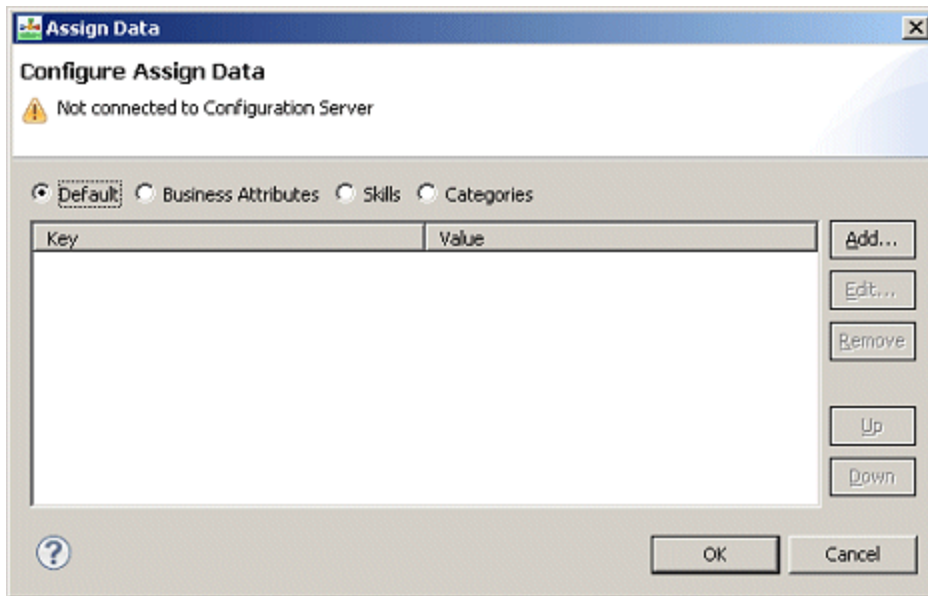 Assign Data
Configure Assign Data
Not connected to Configuration Server
Default Business Attributes Skills Categories
Key Value
Add...
Edit...
Remove
Up
Down
OK Cancel